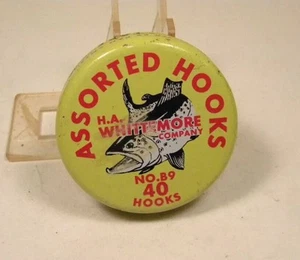 ASSORTED HOOKS
H.A.
WHITTEMORE
COMPANY
NO.B9
40
HOOKS